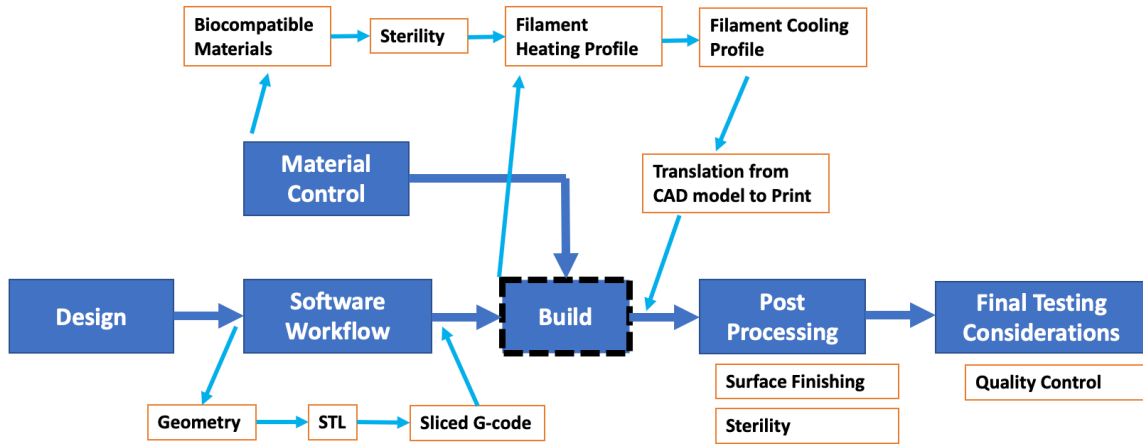 Biocompatible
Materials
Sterility
Filament
Heating Profile
Filament Cooling
Profile
Material
Control
Translation from
CAD model to Print
Design
Software
Workflow
Build
Post
Processing
Final Testing
Considerations
Surface Finishing
Quality Control
Geometry
STL
Sliced G-code
Sterility